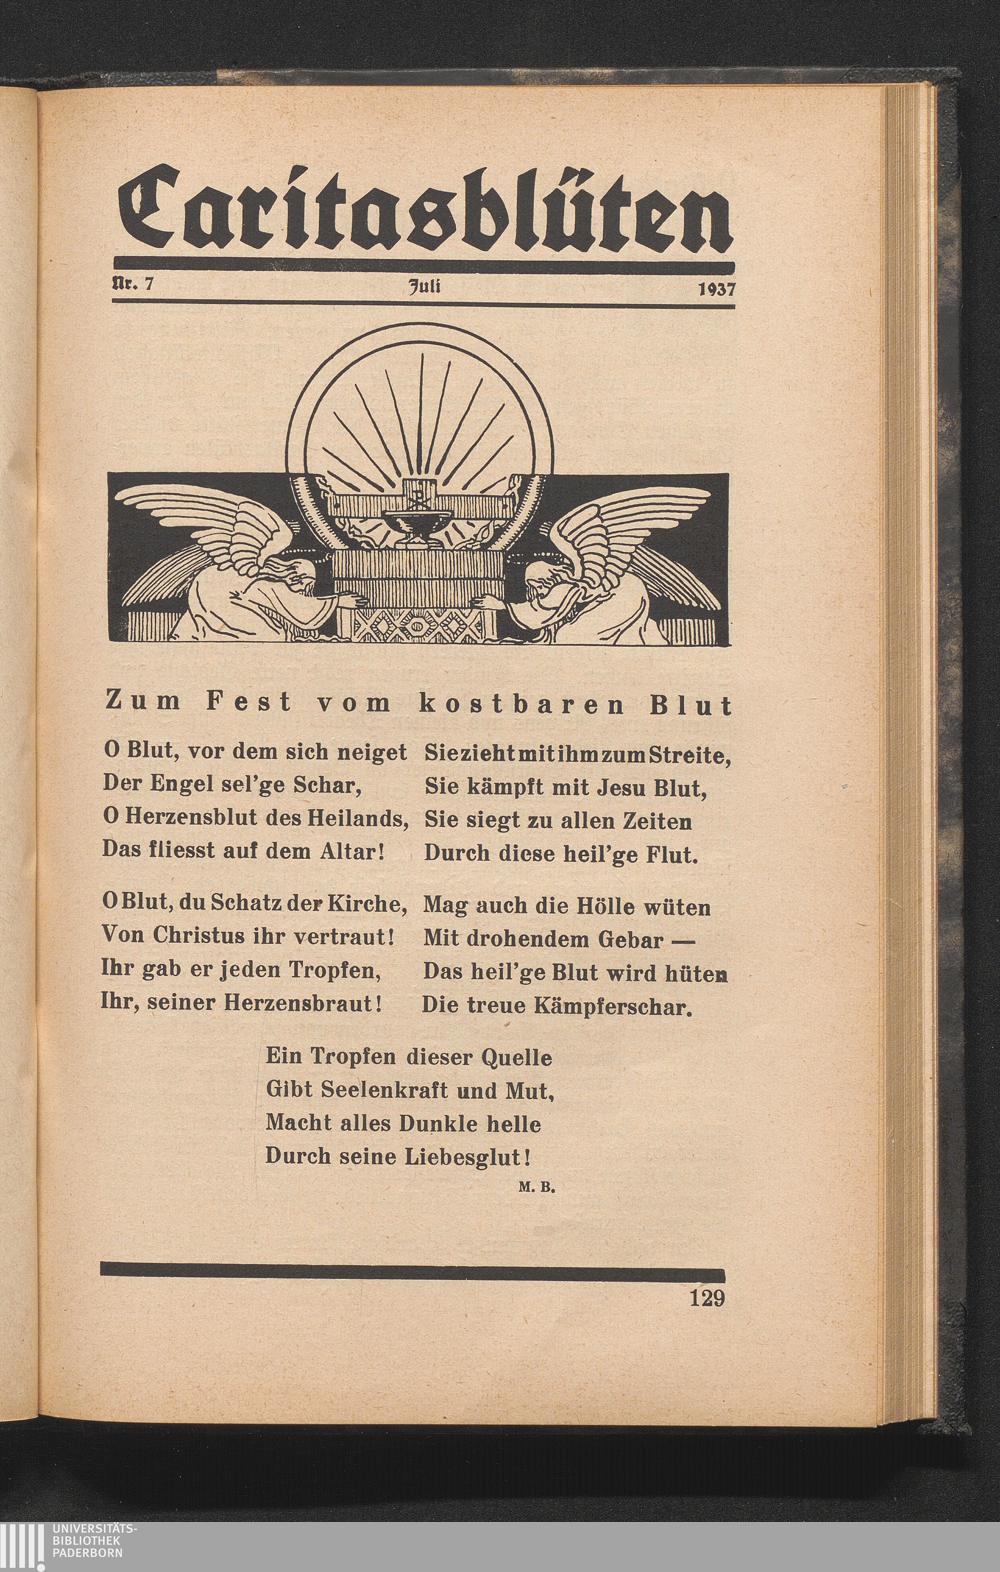 Caritasblüten
Nr. 7 Juli 1937
Zum Fest vom kostbaren Blut
O Blut, vor dem sich neiget
Der Engel sel'ge Schar,
O Herzensblut des Heilands,
Das fliesst auf dem Altar!
O Blut, du Schatz der Kirche,
Von Christus ihr vertraut!
Ihr gab er jeden Tropfen,
Ihr, seiner Herzensbraut!
Sie zieht mit ihm zum Streite,
Sie kämpft mit Jesu Blut,
Sie siegt zu allen Zeiten
Durch diese heil'ge Flut.
Mag auch die Hölle wüten
Mit drohendem Gebar —
Das heil'ge Blut wird hüten
Die treue Kämpferschar.
Ein Tropfen dieser Quelle
Gibt Seelenkraft und Mut,
Macht alles Dunkle helle
Durch seine Liebesglut!
M. B.
129
UNIVERSITÄTS-
BIBLIOTHEK
PADERBORN